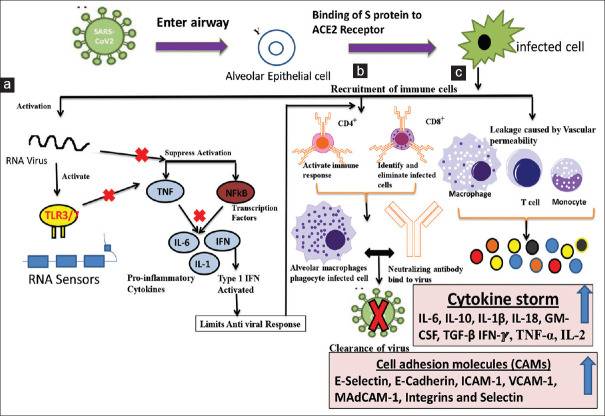 SARS-
CoV2
Enter airway
Binding of S protein to
ACE2 Receptor
Alveolar Epithelial cell
infected cell
a
b
c
Recruitment of immune cells
Activation
RNA Virus
Activate
TLR3/7
RNA Sensors
Suppress Activation
TNF
NFkB
Transcription
Factors
IL-6
IFN
IL-1
Pro-inflammatory
Cytokines
Type 1 IFN
Activated
Limits Anti viral Response
CD4+
CD8+
Activate immune
response
Identify and
eliminate infected
cells
Alveolar macrophages
phagocyte infected cell
Neutralizing antibody
bind to virus
Clearance of virus
Leakage caused by Vascular
permeability
Macrophage
T cell
Monocyte
Cytokine storm
IL-6, IL-10, IL-1β, IL-18, GM-
CSF, TGF-β IFN-γ, TNF-α, IL-2
Cell adhesion molecules (CAMs)
E-Selectin, E-Cadherin, ICAM-1, VCAM-1,
MAdCAM-1, Integrins and Selectin